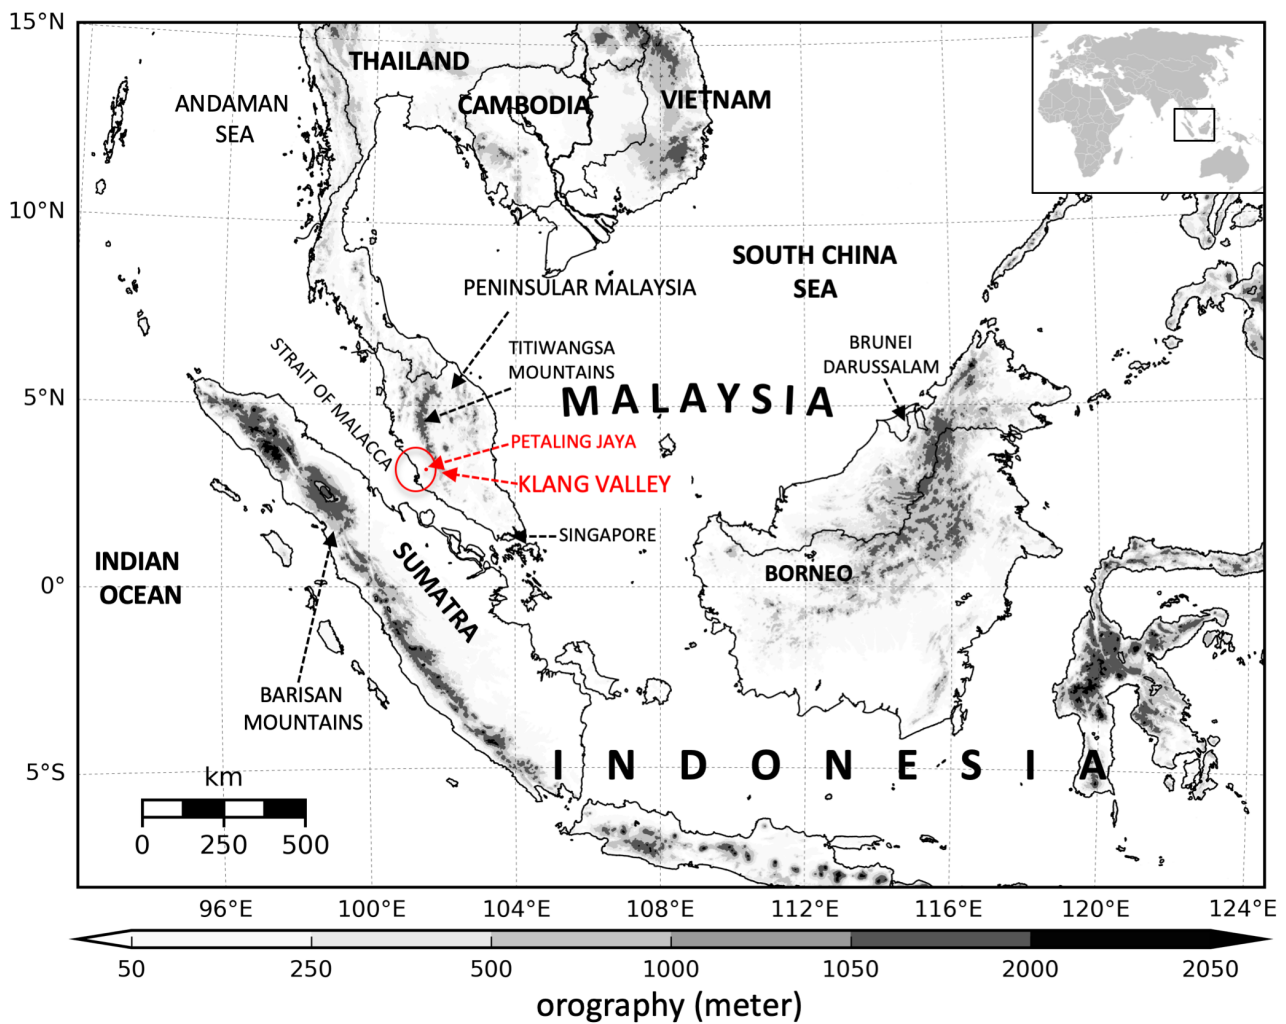 15°N
THAILAND
ANDAMAN
SEA
CAMBODIA
VIETNAM
10°N
SOUTH CHINA
SEA
PENINSULAR MALAYSIA
STRAIT OF MALACCA
TITIWANGSA
MOUNTAINS
BRUNEI
DARUSSALAM
5°N
MALAYSIA
PETALING JAYA
KLANG VALLEY
SINGAPORE
INDIAN
OCEAN
SUMATRA
BORNEO
0°
BARISAN
MOUNTAINS
INDONESIA
5°S
km
0 250 500
96°E 100°E 104°E 108°E 112°E 116°E 120°E 124°E
50 250 500 1000 1050 2000 2050
orography (meter)